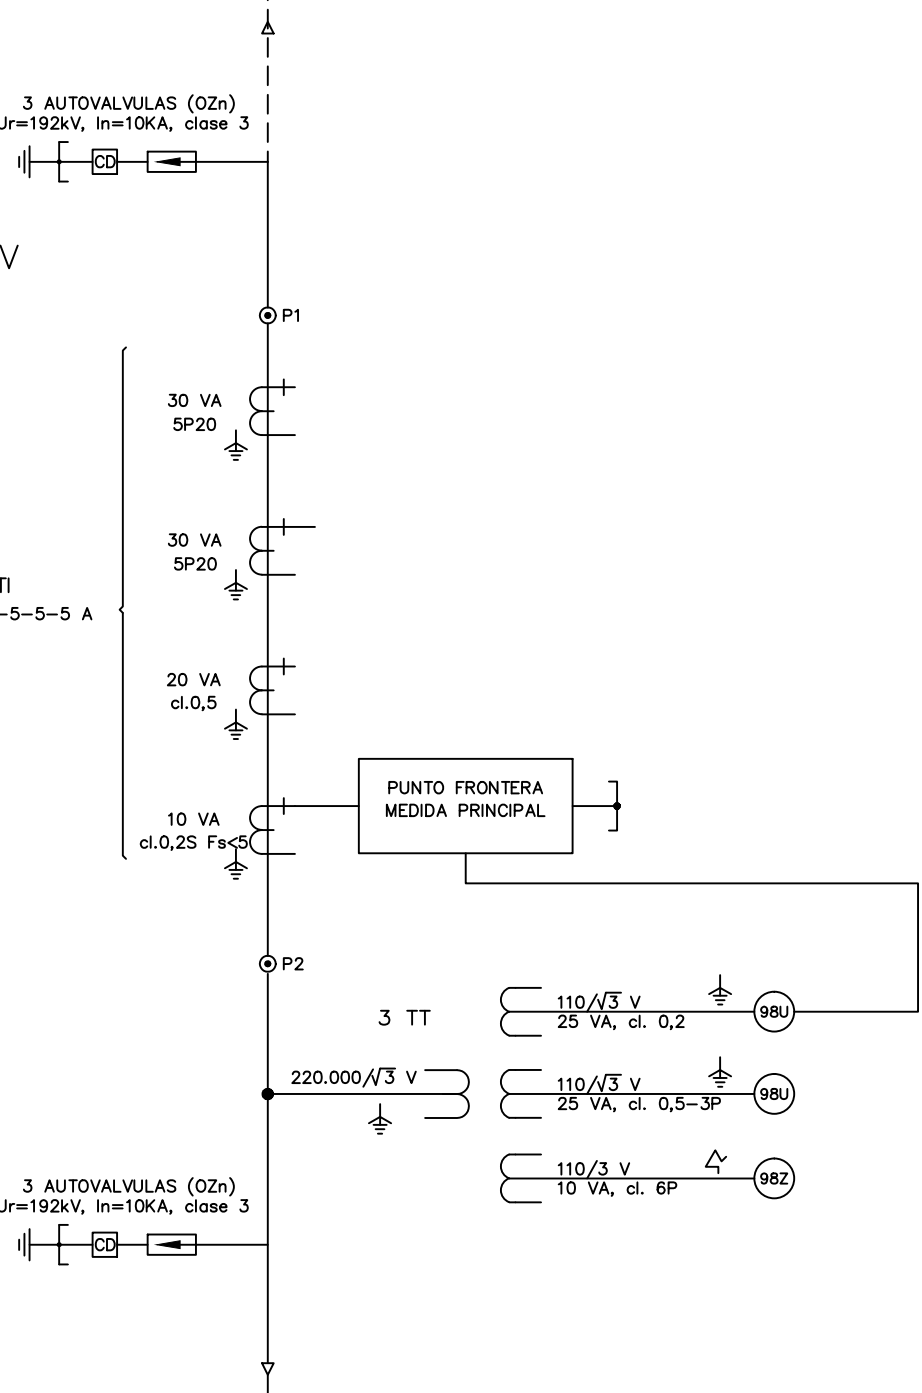 3 AUTOVALVULAS (OZn)
Ur=192kV, In=10KA, clase 3
CD
V
P1
30 VA
5P20
30 VA
5P20
TI
-5-5-5 A
20 VA
cl.0,5
PUNTO FRONTERA
MEDIDA PRINCIPAL
10 VA
cl.0,2S Fs<5
P2
3 TT
110/√3 V
25 VA, cl. 0,2
98U
220.000/√3 V
110/√3 V
25 VA, cl. 0,5-3P
98U
110/3 V
10 VA, cl. 6P
98Z
3 AUTOVALVULAS (OZn)
Ur=192kV, In=10KA, clase 3
CD